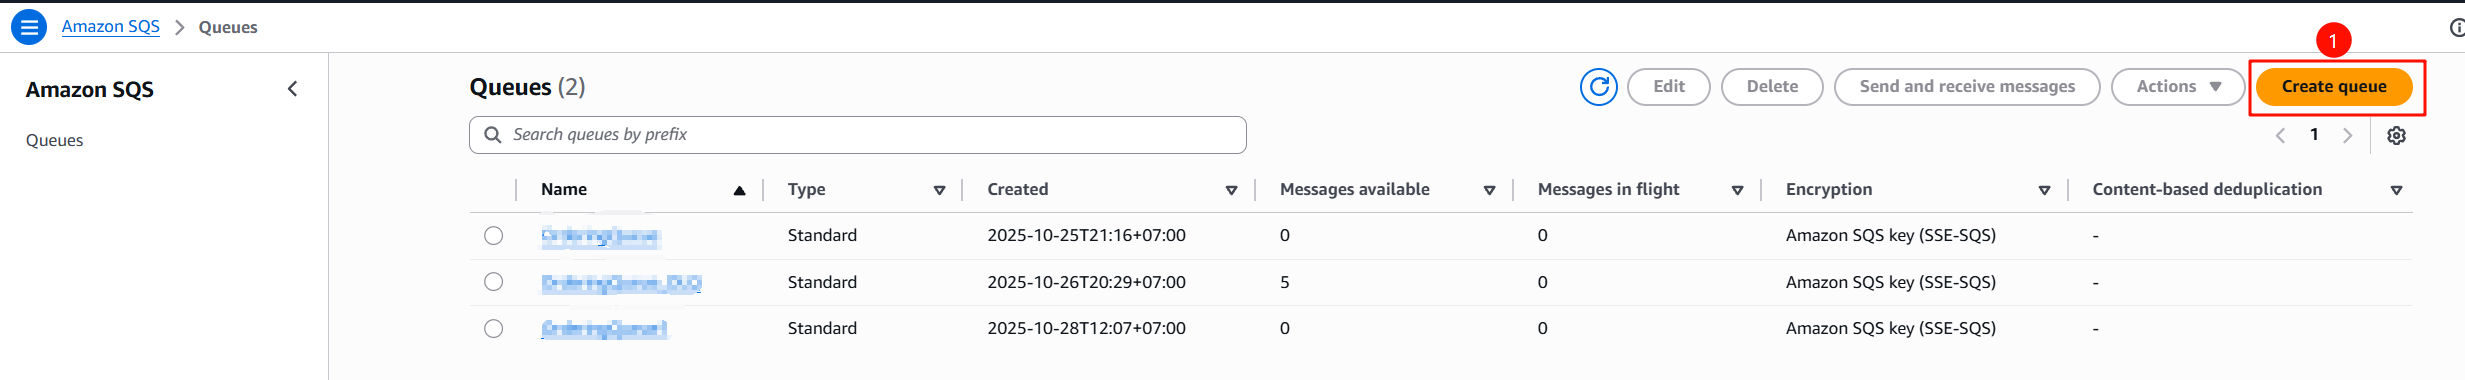 Amazon SQS > Queues
1
Amazon SQS
Queues
Queues (2)
Edit
Delete
Send and receive messages
Actions
Create queue
Search queues by prefix
1
Name Type Created Messages available Messages in flight Encryption Content-based deduplication
Standard 2025-10-25T21:16+07:00 0 0 Amazon SQS key (SSE-SQS) -
Standard 2025-10-26T20:29+07:00 5 0 Amazon SQS key (SSE-SQS) -
Standard 2025-10-28T12:07+07:00 0 0 Amazon SQS key (SSE-SQS) -